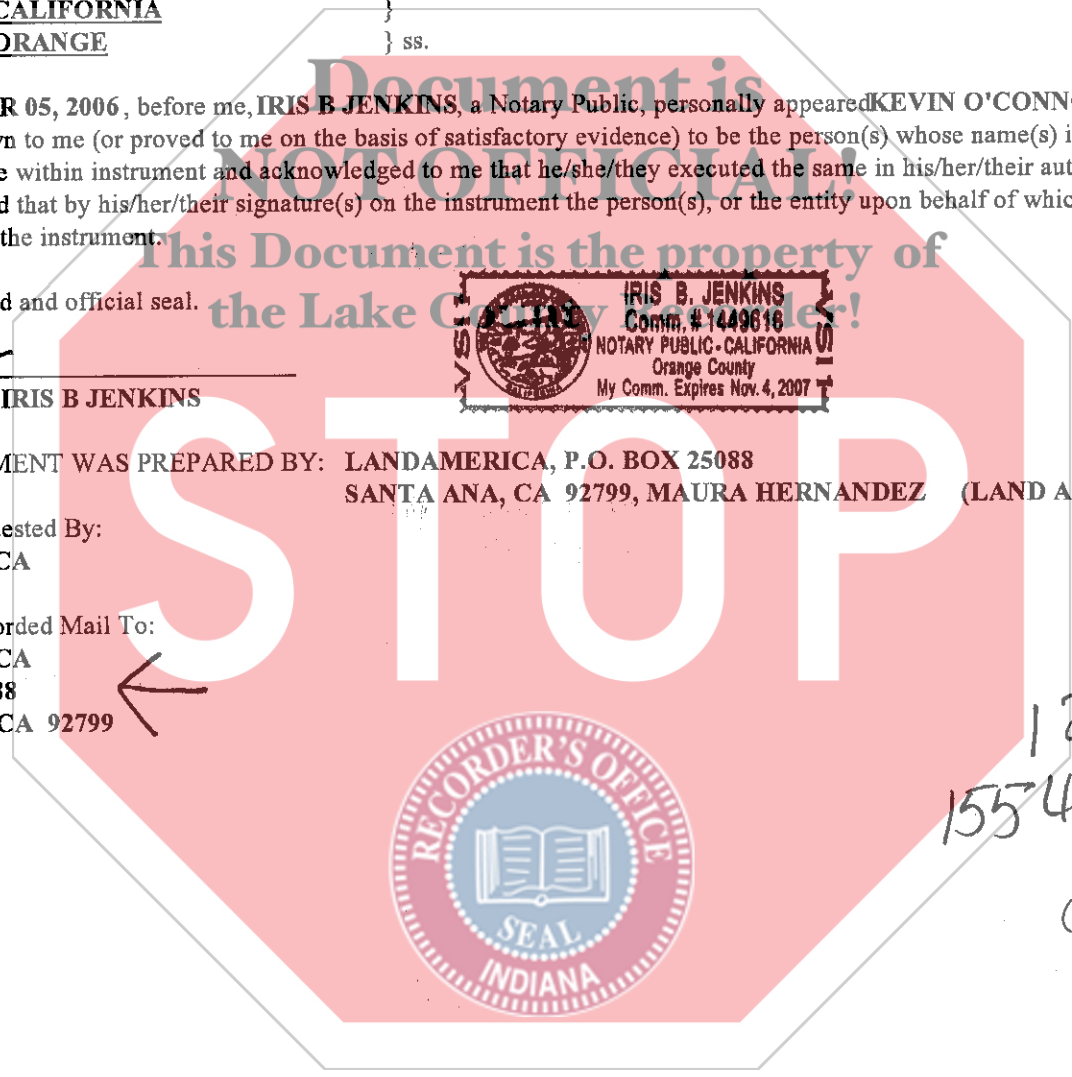 CALIFORNIA }
ORANGE } ss.
Document is
R 05, 2006 , before me, IRIS B JENKINS, a Notary Public, personally appeared KEVIN O'CONN
n to me (or proved to me on the basis of satisfactory evidence) to be the person(s) whose name(s) i
NOT OFFICIAL!
e within instrument and acknowledged to me that he/she/they executed the same in his/her/their aut
d that by his/her/their signature(s) on the instrument the person(s), or the entity upon behalf of whic
the instrument.
This Document is the property of
d and official seal.
the Lake County Recorder!
IRIS B. JENKINS
Comm. # 1449616
NOTARY PUBLIC-CALIFORNIA
Orange County
My Comm. Expires Nov. 4, 2007
IRIS B JENKINS
STOP
MENT WAS PREPARED BY: LANDAMERICA, P.O. BOX 25088
SANTA ANA, CA 92799, MAURA HERNANDEZ (LAND A
ested By:
CA
orded Mail To:
CA
88
CA 92799
RECORDER'S OFFICE
SEAL
INDIANA
1554